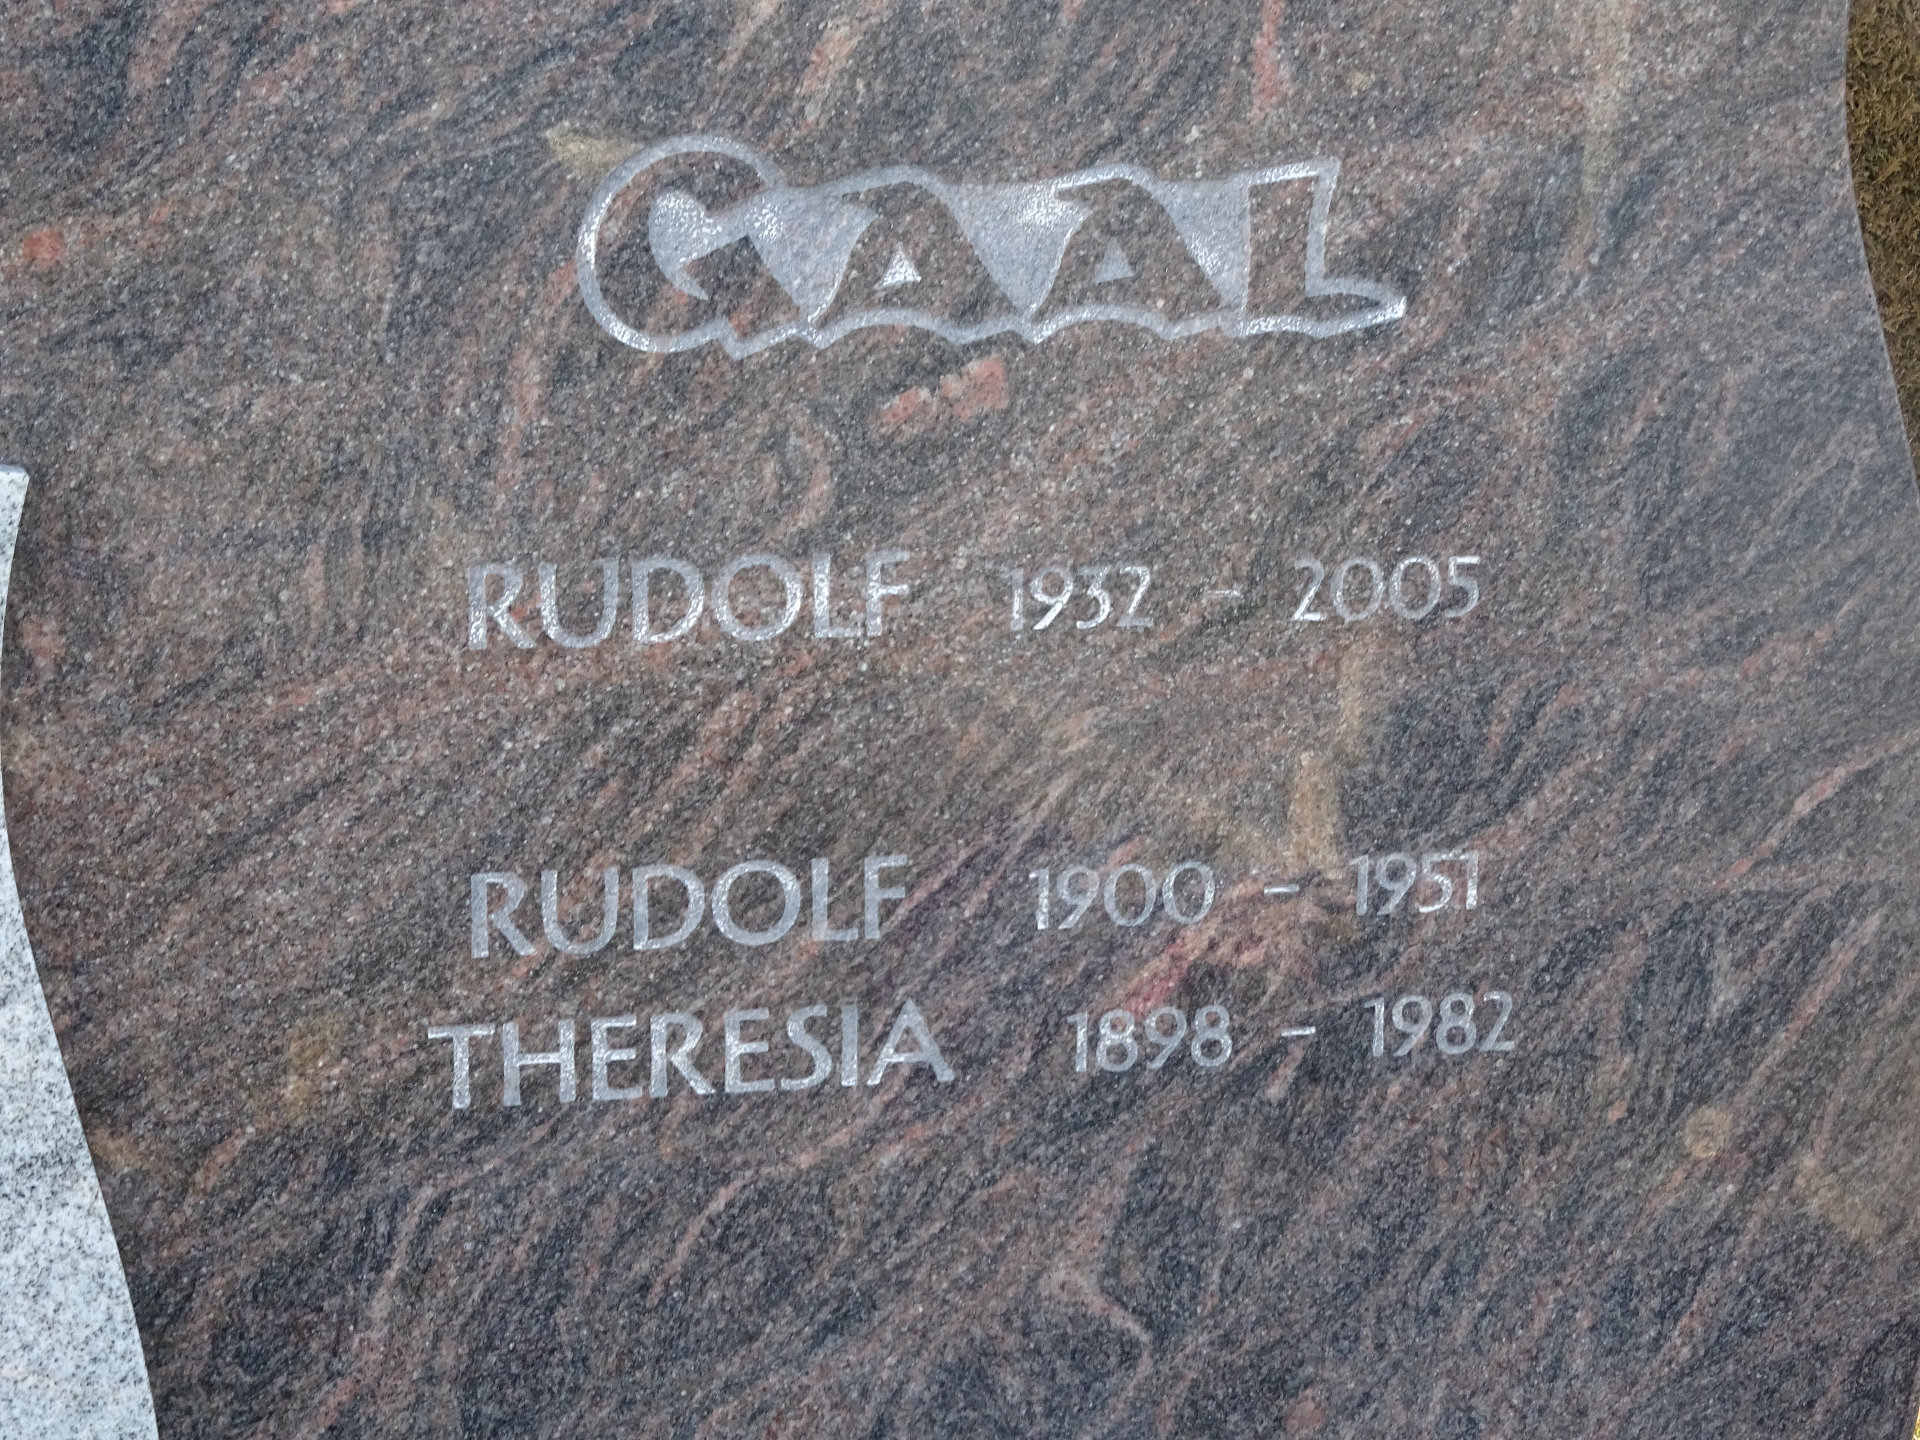 GAAL
RUDOLF 1932 - 2005
RUDOLF 1900 - 1951
THERESIA 1898 - 1982